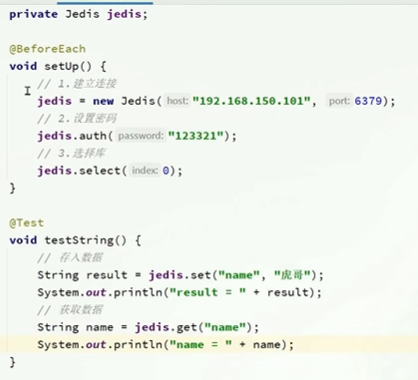 private Jedis jedis;
@BeforeEach
void setUp() {
// 1.建立连接
jedis = new Jedis( host: "192.168.150.101", port: 6379);
// 2.设置密码
jedis.auth( password: "123321");
// 3.选择库
jedis.select( index: 0);
}
@Test
void testString() {
// 存入数据
String result = jedis.set("name", "虎哥");
System.out.println("result = " + result);
// 获取数据
String name = jedis.get("name");
System.out.println("name = " + name);
}